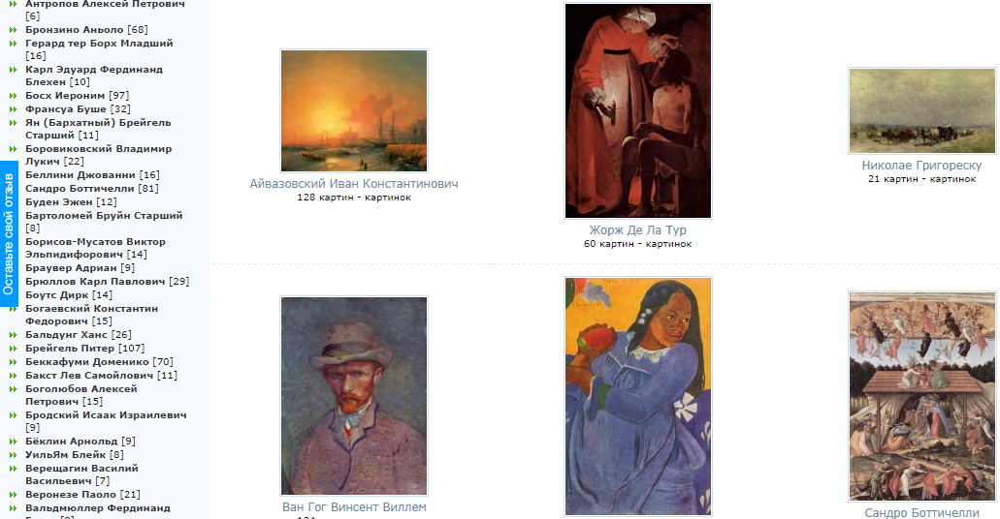 Антропов Алексей Петрович
[6]
Бронзино Аньоло [68]
Герард тер Борх Младший
[16]
Карл Эдуард Фердинанд
Блехен [10]
Босх Иероним [97]
Франсуа Буше [32]
Ян (Бархатный) Брейгель
Старший [11]
Боровиковский Владимир
Лукич [22]
Беллини Джованни [16]
Сандро Боттичелли [81]
Буден Эжен [12]
Бартоломей Бруйн Старший
[8]
Борисов-Мусатов Виктор
Эльпидифорович [14]
Браувер Адриан [9]
Брюллов Карл Павлович [29]
Боутс Дирк [14]
Богаевский Константин
Федорович [15]
Бальдунг Ханс [26]
Брейгель Питер [107]
Беккафуми Доменико [70]
Бакст Лев Самойлович [11]
Боголюбов Алексей
Петрович [15]
Бродский Исаак Израилевич
[9]
Бёклин Арнольд [9]
УильЯм Блейк [8]
Верещагин Василий
Васильевич [7]
Веронезе Паоло [21]
Вальдмюллер Фердинанд
Оставьте свой отзыв
Айвазовский Иван Константинович
128 картин - картинок
Жорж Де Ла Тур
60 картин - картинок
Николае Григореску
21 картин - картинок
Ван Гог Винсент Виллем
Сандро Боттичелли